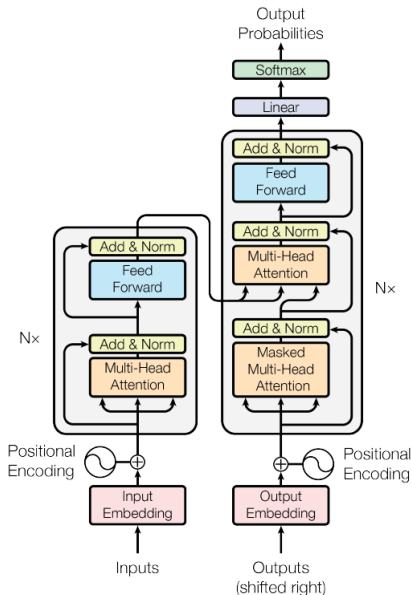 Output
Probabilities
Softmax
Linear
Add & Norm
Feed
Forward
Add & Norm
Multi-Head
Attention
Add & Norm
Masked
Multi-Head
Attention
Nx
Positional
Encoding
Output
Embedding
Outputs
(shifted right)
Add & Norm
Feed
Forward
Add & Norm
Multi-Head
Attention
Nx
Positional
Encoding
Input
Embedding
Inputs